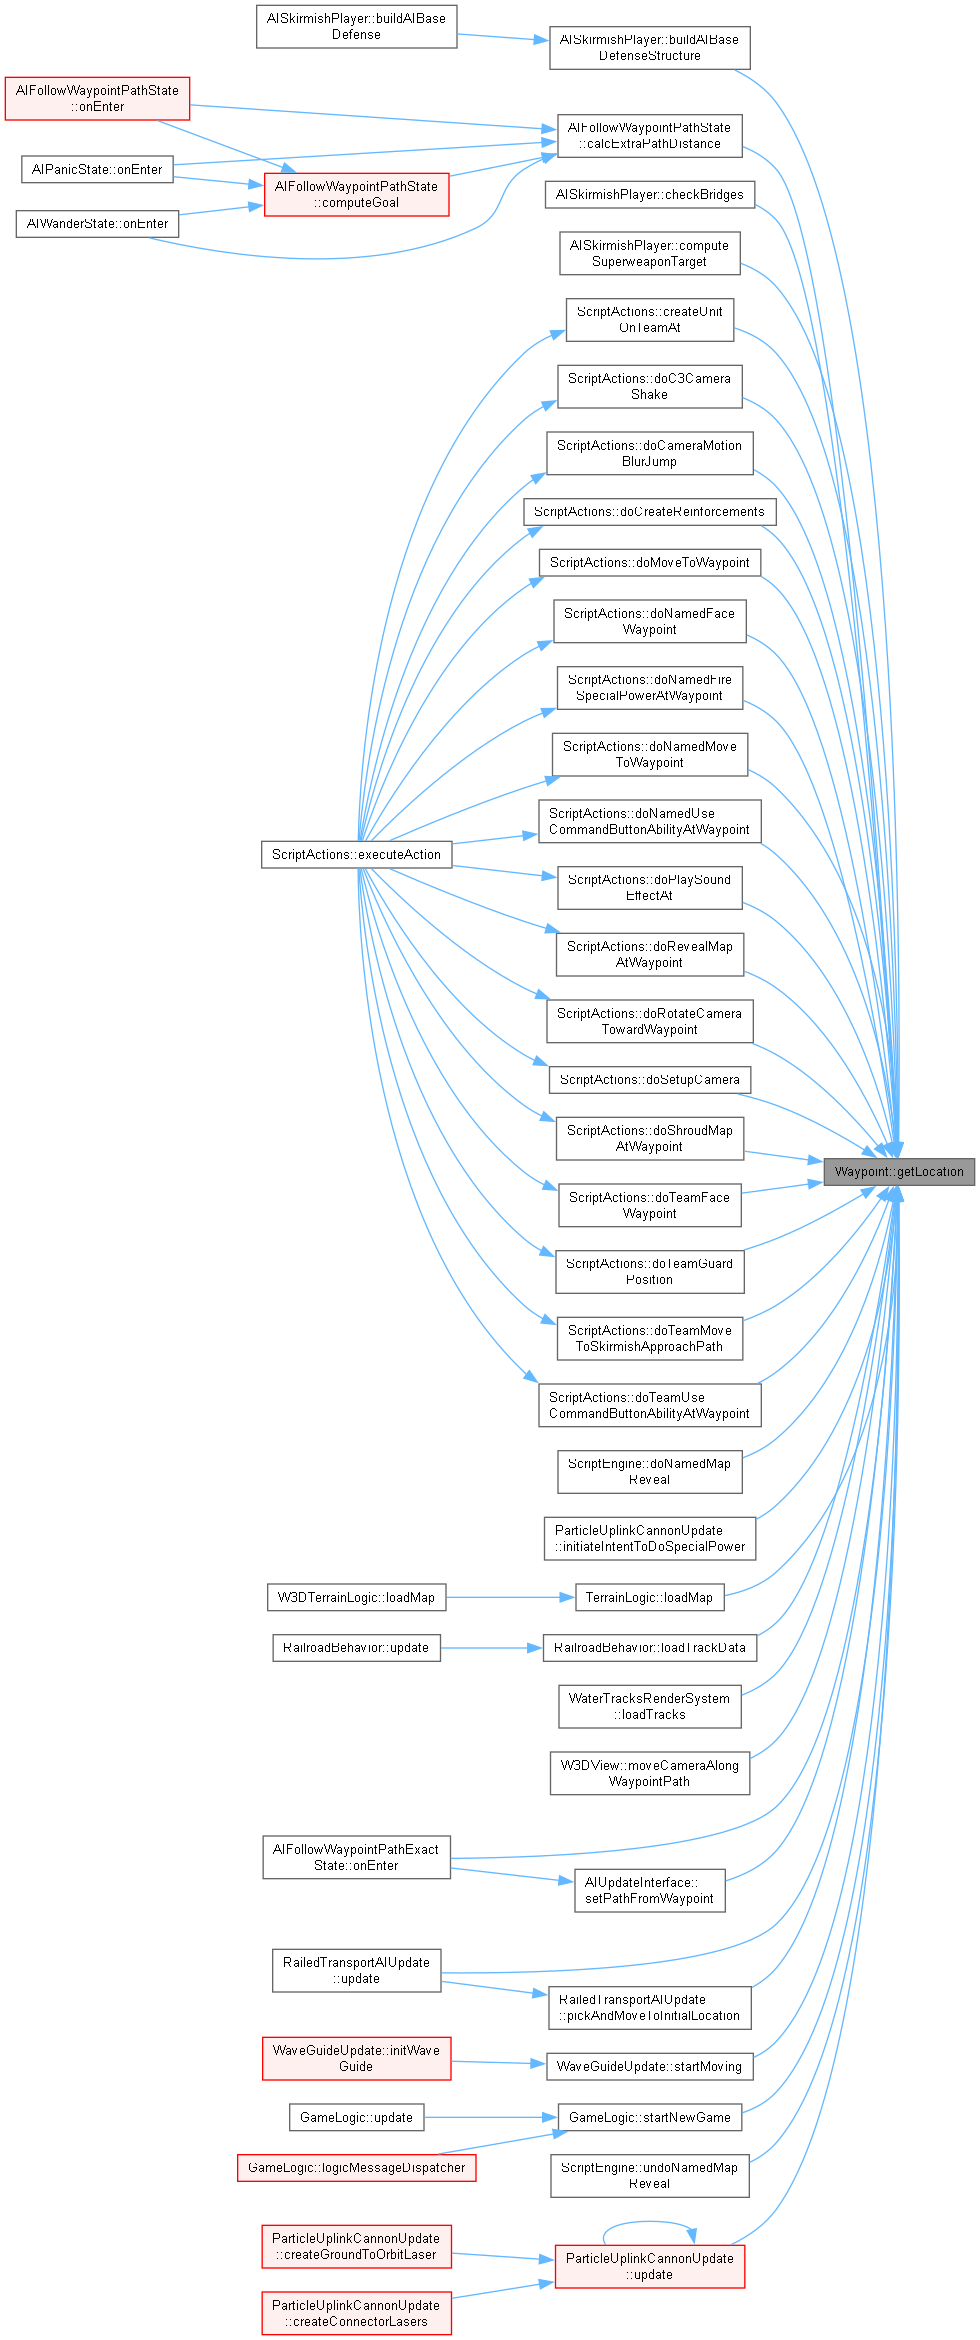 AISkirmishPlayer::buildAIBase
Defense
AISkirmishPlayer::buildAIBase
DefenseStructure
AIFollowWaypointPathState
::onEnter
AIFollowWaypointPathState
::calcExtraPathDistance
AIPanicState::onEnter
AIFollowWaypointPathState
::computeGoal
AISkirmishPlayer::checkBridges
AIWanderState::onEnter
AISkirmishPlayer::compute
SuperweaponTarget
ScriptActions::createUnit
OnTeamAt
ScriptActions::doC3Camera
Shake
ScriptActions::doCameraMotion
BlurJump
ScriptActions::doCreateReinforcements
ScriptActions::doMoveToWaypoint
ScriptActions::doNamedFace
Waypoint
ScriptActions::doNamedFire
SpecialPowerAtWaypoint
ScriptActions::doNamedMove
ToWaypoint
ScriptActions::doNamedUse
CommandButtonAbilityAtWaypoint
ScriptActions::executeAction
ScriptActions::doPlaySound
EffectAt
ScriptActions::doRevealMap
AtWaypoint
ScriptActions::doRotateCamera
TowardWaypoint
ScriptActions::doSetupCamera
ScriptActions::doShroudMap
AtWaypoint
Waypoint::getLocation
ScriptActions::doTeamFace
Waypoint
ScriptActions::doTeamGuard
Position
ScriptActions::doTeamMove
ToSkirmishApproachPath
ScriptActions::doTeamUse
CommandButtonAbilityAtWaypoint
ScriptEngine::doNamedMap
Reveal
ParticleUplinkCannonUpdate
::initiateIntentToDoSpecialPower
W3DTerrainLogic::loadMap
TerrainLogic::loadMap
RailroadBehavior::update
RailroadBehavior::loadTrackData
WaterTracksRenderSystem
::loadTracks
W3DView::moveCameraAlong
WaypointPath
AIFollowWaypointPathExact
State::onEnter
AIUpdateInterface::
setPathFromWaypoint
RailedTransportAIUpdate
::update
RailedTransportAIUpdate
::pickAndMoveToInitialLocation
WaveGuideUpdate::initWave
Guide
WaveGuideUpdate::startMoving
GameLogic::update
GameLogic::startNewGame
GameLogic::logicMessageDispatcher
ScriptEngine::undoNamedMap
Reveal
ParticleUplinkCannonUpdate
::createGroundToOrbitLaser
ParticleUplinkCannonUpdate
::update
ParticleUplinkCannonUpdate
::createConnectorLasers